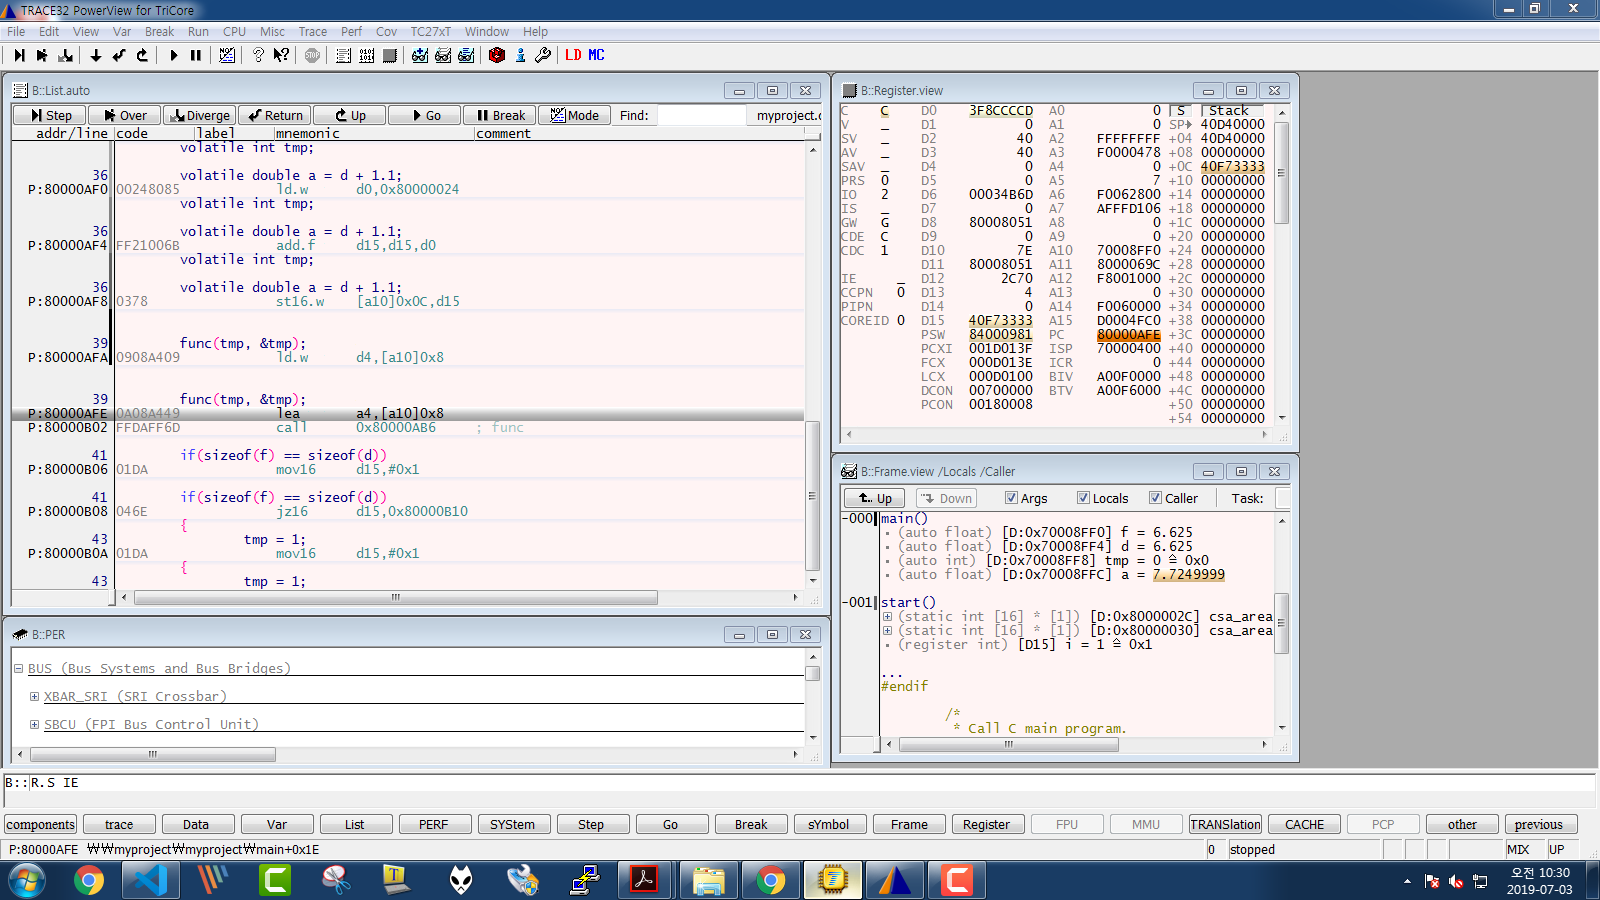 TRACE32 PowerView for TriCore
File Edit View Var Break Run CPU Misc Trace Perf Cov TC27xT Window Help
LD MC
B::List.auto
Step Over Diverge Return Up Go Break Mode Find: myproject.c
addr/line code label mnemonic comment
volatile int tmp;
36 volatile double a = d + 1.1;
P:80000AF0 00248085 ld.w d0,0x80000024
volatile int tmp;
36 volatile double a = d + 1.1;
P:80000AF4 FF21006B add.f d15,d15,d0
volatile int tmp;
36 volatile double a = d + 1.1;
P:80000AF8 0378 st16.w [a10]0x0C,d15
39 func(tmp, &tmp);
P:80000AFA 0908A409 ld.w d4,[a10]0x8
39 func(tmp, &tmp);
P:80000AFE 0A08A449 lea a4,[a10]0x8
P:80000B02 FFDAFF6D call 0x80000AB6 ; func
41 if(sizeof(f) == sizeof(d))
P:80000B06 01DA mov16 d15,#0x1
41 if(sizeof(f) == sizeof(d))
P:80000B08 046E jz16 d15,0x80000B10
{
43 tmp = 1;
P:80000B0A 01DA mov16 d15,#0x1
{
43 tmp = 1;
B::Register.view
C C D0 3F8CCCCD A0 0 S Stack
V _ D1 0 A1 0 SP 40D40000
SV _ D2 40 A2 FFFFFFFF +04 40D40000
AV _ D3 40 A3 F0000478 +08 00000000
SAV _ D4 0 A4 0 +0C 40F73333
PRS 0 D5 0 A5 7 +10 00000000
IO 2 D6 00034B6D A6 F0062800 +14 00000000
IS _ D7 0 A7 AFFFD106 +18 00000000
GW G D8 80008051 A8 0 +1C 00000000
CDE C D9 0 A9 0 +20 00000000
CDC 1 D10 7E A10 70008FF0 +24 00000000
D11 80008051 A11 8000069C +28 00000000
IE _ D12 2C70 A12 F8001000 +2C 00000000
CCPN 0 D13 4 A13 0 +30 00000000
PIPN D14 0 A14 F0060000 +34 00000000
COREID 0 D15 40F73333 A15 D0004FC0 +38 00000000
PSW 84000981 PC 80000AFE +3C 00000000
PCXI 001D013F ISP 70000400 +40 00000000
FCX 000D013E ICR 0 +44 00000000
LCX 000D0100 BIV A00F0000 +48 00000000
DCON 00700000 BTV A00F6000 +4C 00000000
PCON 00180008 +50 00000000
+54 00000000
B::Frame.view /Locals /Caller
Up Down Args Locals Caller Task:
-000 main()
(auto float) [D:0x70008FF0] f = 6.625
(auto float) [D:0x70008FF4] d = 6.625
(auto int) [D:0x70008FF8] tmp = 0 ≙ 0x0
(auto float) [D:0x70008FFC] a = 7.7249999
-001 start()
(static int [16] * [1]) [D:0x8000002C] csa_area
(static int [16] * [1]) [D:0x80000030] csa_area
(register int) [D15] i = 1 ≙ 0x1
...
#endif
/*
* Call C main program.
B::PER
BUS (Bus Systems and Bus Bridges)
XBAR_SRI (SRI Crossbar)
SBCU (FPI Bus Control Unit)
B::R.S IE
components trace Data Var List PERF SYStem Step Go Break sYmbol Frame Register FPU MMU TRANSlation CACHE PCP other previous
P:80000AFE ₩₩myproject₩myproject₩main+0x1E 0 stopped MIX UP
오전 10:30
2019-07-03